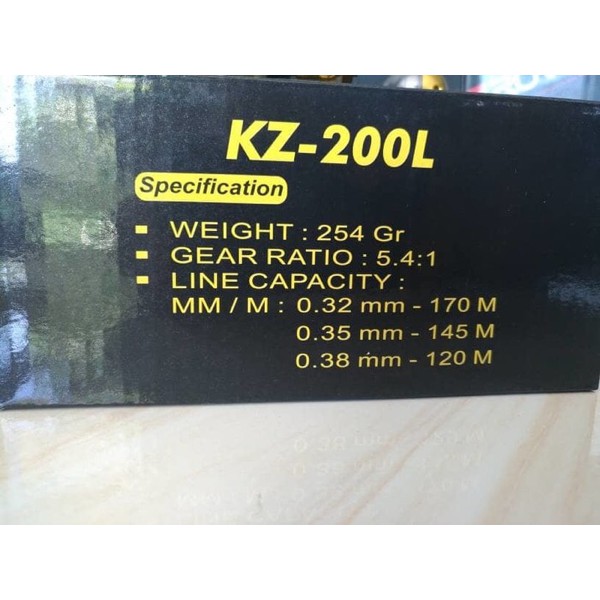 KZ-200L
Specification
WEIGHT : 254 Gr
GEAR RATIO : 5.4:1
LINE CAPACITY :
MM / M : 0.32 mm - 170 M
0.35 mm - 145 M
0.38 mm - 120 M